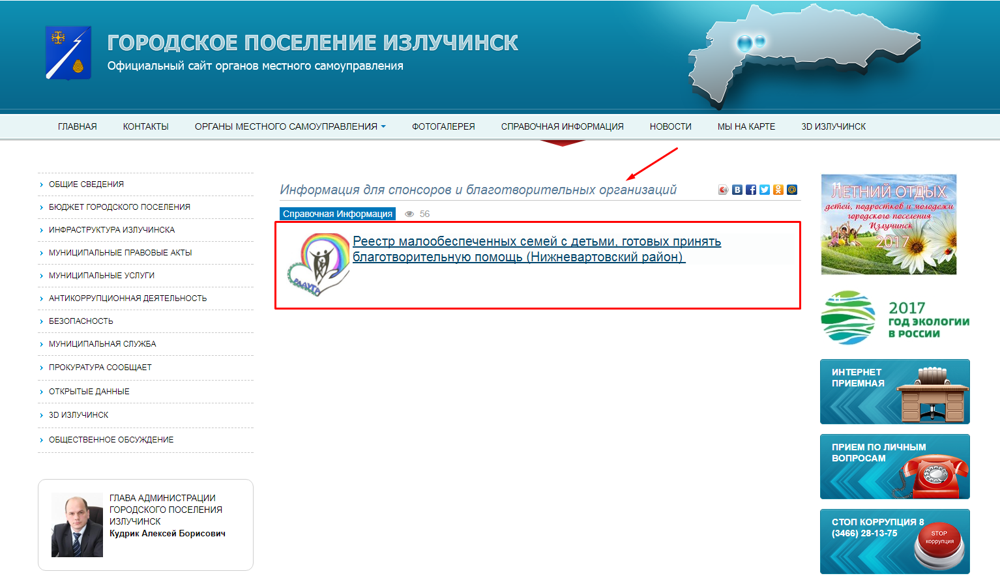 ГОРОДСКОЕ ПОСЕЛЕНИЕ ИЗЛУЧИНСК
Официальный сайт органов местного самоуправления
ГЛАВНАЯ КОНТАКТЫ ОРГАНЫ МЕСТНОГО САМОУПРАВЛЕНИЯ ФОТОГАЛЕРЕЯ СПРАВОЧНАЯ ИНФОРМАЦИЯ НОВОСТИ МЫ НА КАРТЕ 3D ИЗЛУЧИНСК
ОБЩИЕ СВЕДЕНИЯ
БЮДЖЕТ ГОРОДСКОГО ПОСЕЛЕНИЯ
ИНФРАСТРУКТУРА ИЗЛУЧИНСКА
МУНИЦИПАЛЬНЫЕ ПРАВОВЫЕ АКТЫ
МУНИЦИПАЛЬНЫЕ УСЛУГИ
АНТИКОРРУПЦИОННАЯ ДЕЯТЕЛЬНОСТЬ
БЕЗОПАСНОСТЬ
МУНИЦИПАЛЬНАЯ СЛУЖБА
ПРОКУРАТУРА СООБЩАЕТ
ОТКРЫТЫЕ ДАННЫЕ
3D ИЗЛУЧИНСК
ОБЩЕСТВЕННОЕ ОБСУЖДЕНИЕ
ГЛАВА АДМИНИСТРАЦИИ
ГОРОДСКОГО ПОСЕЛЕНИЯ
ИЗЛУЧИНСК
Кудрик Алексей Борисович
Информация для спонсоров и благотворительных организаций
Справочная Информация 56
РАДУГА
Реестр малообеспеченных семей с детьми, готовых принять
благотворительную помощь (Нижневартовский район)
ЛЕТНИЙ ОТДЫХ
детей, подростков и молодежи
городского поселения
Излучинск
2017
2017
ГОД ЭКОЛОГИИ
В РОССИИ
ИНТЕРНЕТ
ПРИЕМНАЯ
ПРИЕМ ПО ЛИЧНЫМ
ВОПРОСАМ
СТОП КОРРУПЦИЯ 8
(3466) 28-13-75
STOP
коррупция